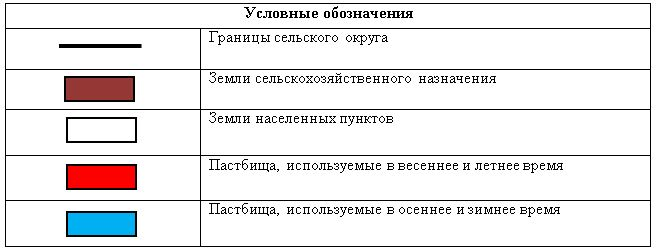 Условные обозначения
Границы сельского округа
Земли сельскохозяйственного назначения
Земли населенных пунктов
Пастбища, используемые в весеннее и летнее время
Пастбища, используемые в осеннее и зимнее время